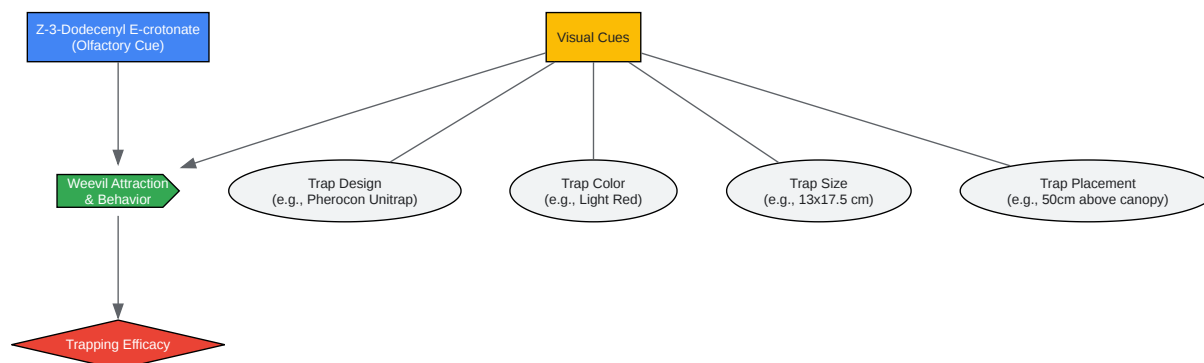 Z-3-Dodecenyl E-crotonate
(Olfactory Cue)
Visual Cues
Weevil Attraction
& Behavior
Trap Design
(e.g., Pherocon Unitrap)
Trap Color
(e.g., Light Red)
Trap Size
(e.g., 13x17.5 cm)
Trap Placement
(e.g., 50cm above canopy)
Trapping Efficacy